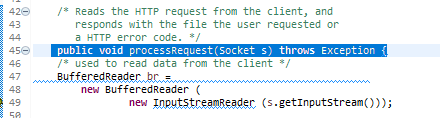 42 /* Reads the HTTP request from the client, and
43 responds with the file the user requested or
44 a HTTP error code. */
45 public void processRequest(Socket s) throws Exception {
46 /* used to read data from the client */
47 BufferedReader br =
48 new BufferedReader (
49 new InputStreamReader (s.getInputStream()));
50